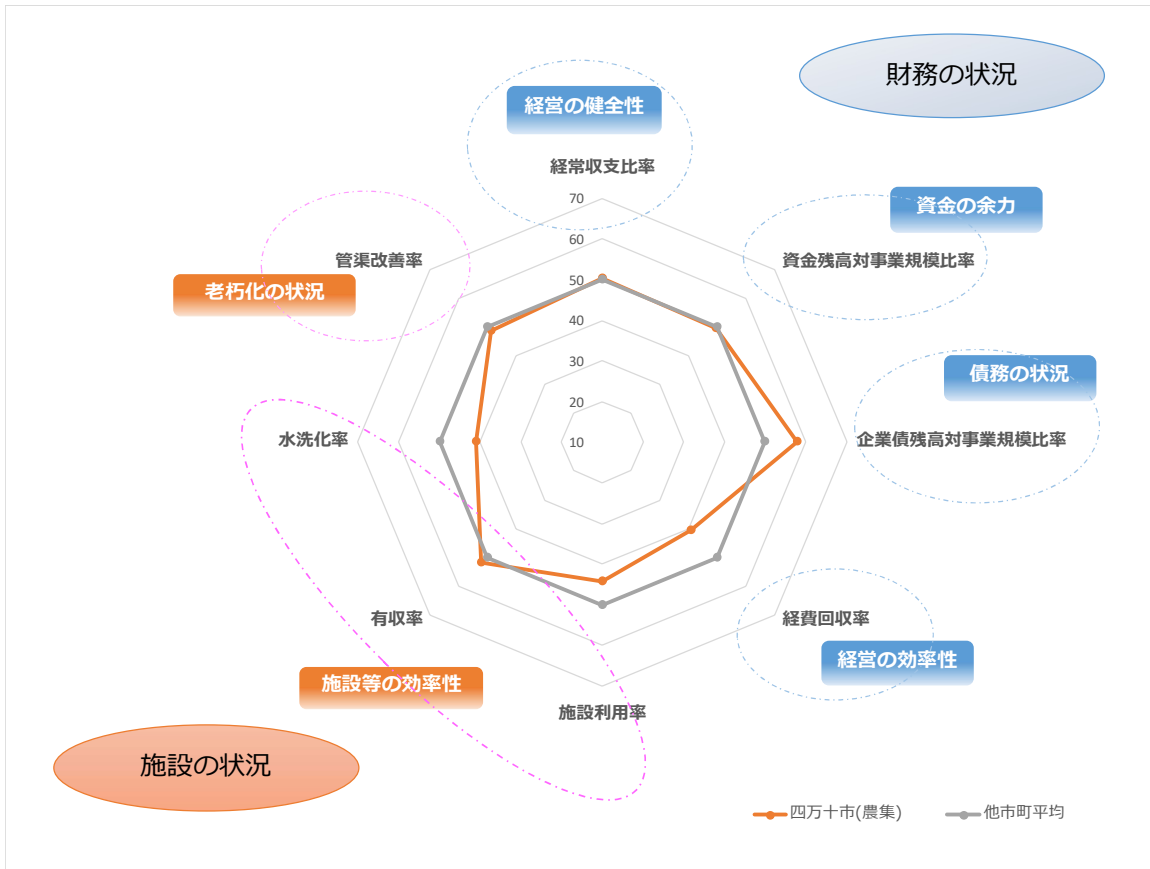 財務の状況
経営の健全性
経常収支比率
70
60
50
40
30
20
10
資金の余力
資金残高対事業規模比率
管渠改善率
老朽化の状況
債務の状況
企業債残高対事業規模比率
水洗化率
経費回収率
経営の効率性
有収率
施設等の効率性
施設利用率
施設の状況
四万十市(農集)
他市町平均